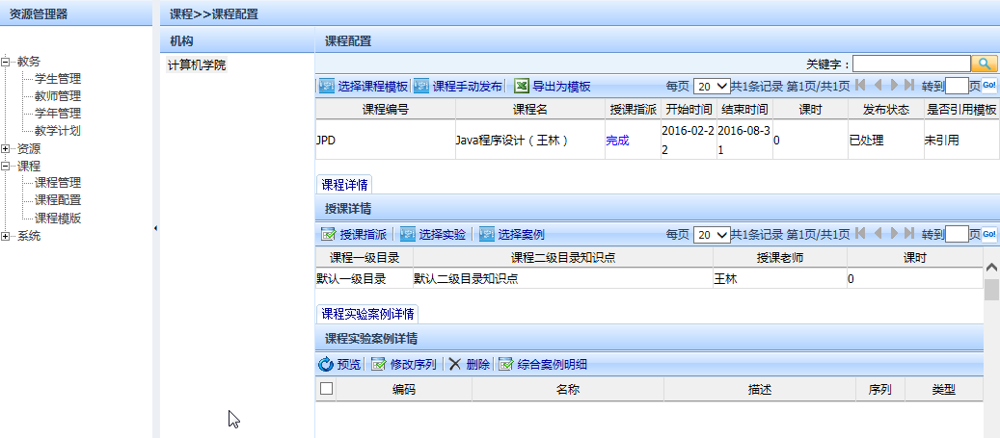 资源管理器
教务
学生管理
教师管理
学年管理
教学计划
资源
课程
课程管理
课程配置
课程模版
系统
课程>>课程配置
机构
计算机学院
课程配置
关键字：
选择课程模板 课程手动发布 导出为模板 每页 20 共1条记录 第1页/共1页 转到 页 Go!
课程编号 课程名 授课指派 开始时间 结束时间 课时 发布状态 是否引用模板
JPD Java程序设计（王林） 完成 2016-02-22 2016-08-31 0 已处理 未引用
课程详情
授课详情
授课指派 选择实验 选择案例 每页 20 共1条记录 第1页/共1页 转到 页 Go!
课程一级目录 课程二级目录知识点 授课老师 课时
默认一级目录 默认二级目录知识点 王林 0
课程实验案例详情
课程实验案例详情
预览 修改序列 删除 综合案例明细
编码 名称 描述 序列 类型